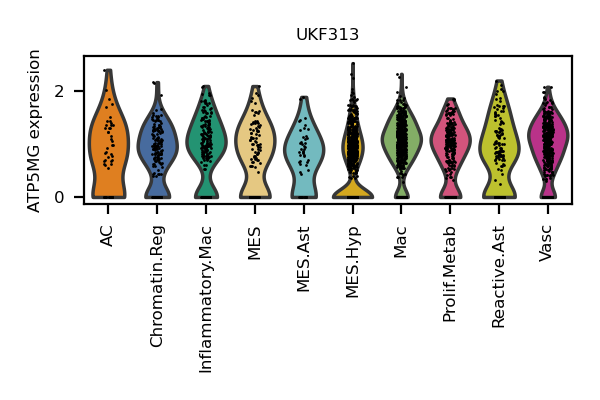 UKF313
ATP5MG expression
2
0
AC
Chromatin.Reg
Inflammatory.Mac
MES
MES.Ast
MES.Hyp
Mac
Prolif.Metab
Reactive.Ast
Vasc